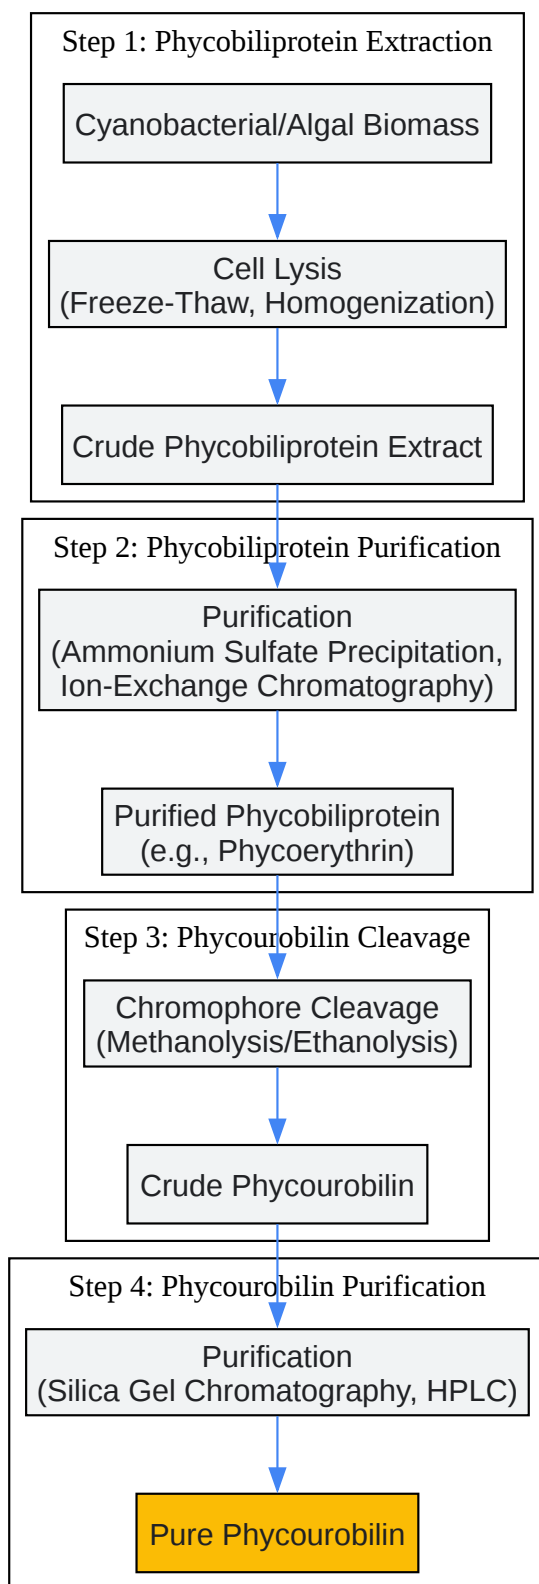 Step 1: Phycobiliprotein Extraction
Cyanobacterial/Algal Biomass
Cell Lysis
(Freeze-Thaw, Homogenization)
Crude Phycobiliprotein Extract
Step 2: Phycobiliprotein Purification
Purification
(Ammonium Sulfate Precipitation,
Ion-Exchange Chromatography)
Purified Phycobiliprotein
(e.g., Phycoerythrin)
Step 3: Phycourobilin Cleavage
Chromophore Cleavage
(Methanolysis/Ethanolysis)
Crude Phycourobilin
Step 4: Phycourobilin Purification
Purification
(Silica Gel Chromatography, HPLC)
Pure Phycourobilin